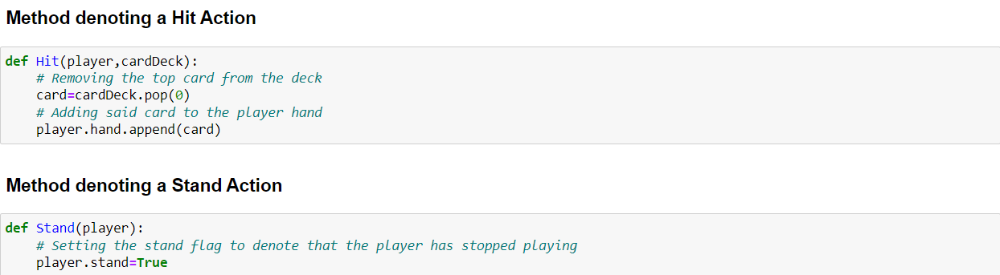 Method denoting a Hit Action
def Hit(player,cardDeck):
    # Removing the top card from the deck
    card=cardDeck.pop(0)
    # Adding said card to the player hand
    player.hand.append(card)
Method denoting a Stand Action
def Stand(player):
    # Setting the stand flag to denote that the player has stopped playing
    player.stand=True